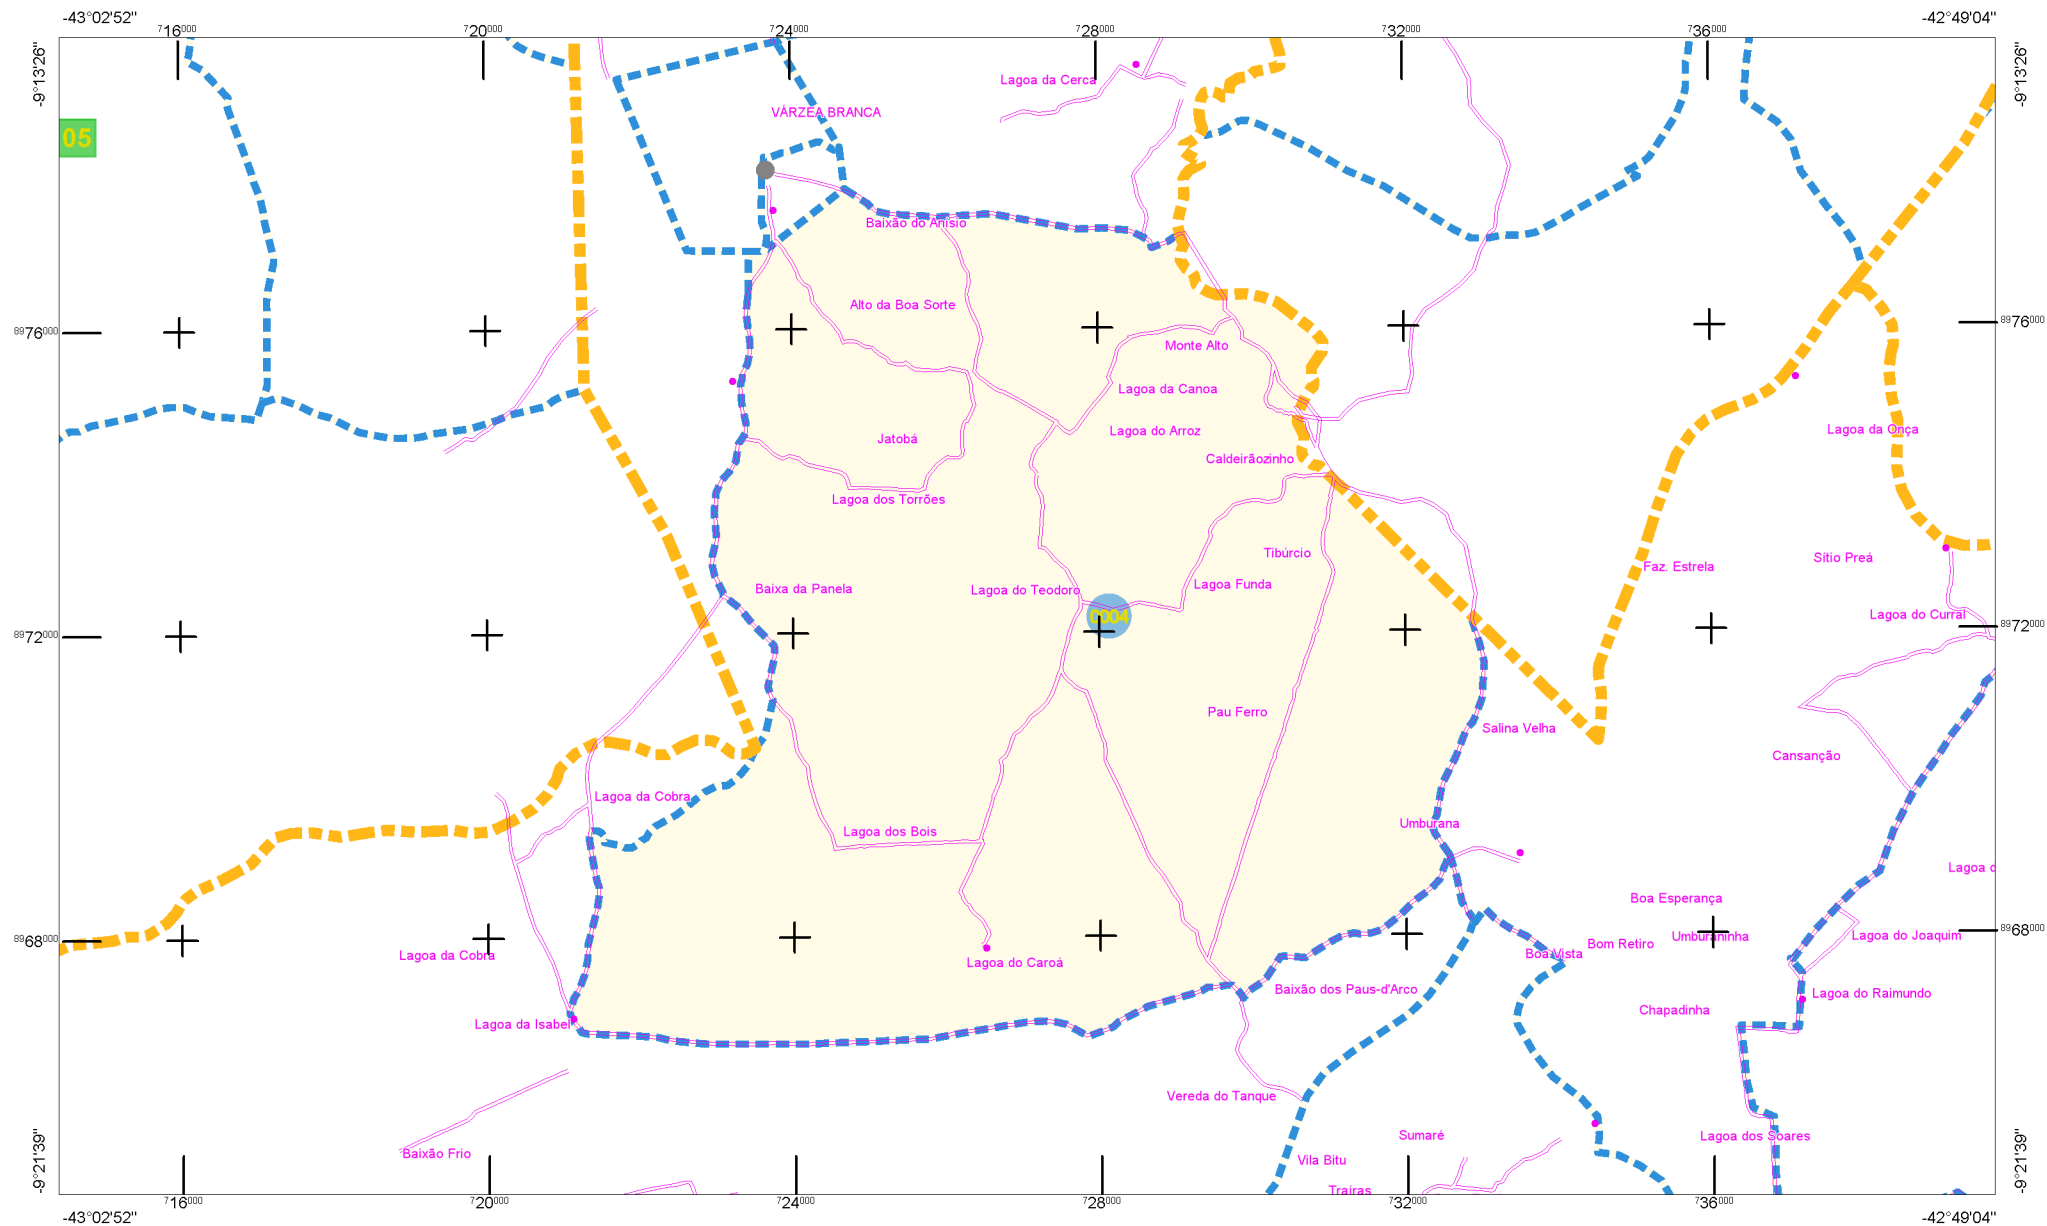 -43°02'52" -42°49'04"
716000 720000 724000 728000 732000 736000
-9°13'26" -9°13'26"
Lagoa da Cerca
VÁRZEA BRANCA
05
Baixão do Anísio
Alto da Boa Sorte
8976000 8976000
Monte Alto
Lagoa da Canoa
Lagoa do Arroz
Lagoa da Onça
Jatobá
Caldeirãozinho
Lagoa dos Torrões
Tibúrcio
Sítio Preá
Faz. Estrela
Lagoa Funda
Baixa da Panela
Lagoa do Teodoro
0004
Lagoa do Curral
8972000 8972000
Pau Ferro
Salina Velha
Cansanção
Lagoa da Cobra
Umburana
Lagoa dos Bois
Lagoa d
Boa Esperança
Lagoa do Joaquim
Umburaninha
8968000 8968000
Bom Retiro
Boa Vista
Lagoa da Cobra
Lagoa do Caroá
Baixão dos Paus-d'Arco
Lagoa do Raimundo
Chapadinha
Lagoa da Isabel
Vereda do Tanque
Sumaré
Lagoa dos Soares
Baixão Frio
Vila Bitu
Traíras
-9°21'39" -9°21'39"
716000 720000 724000 728000 732000 736000
-43°02'52" -42°49'04"